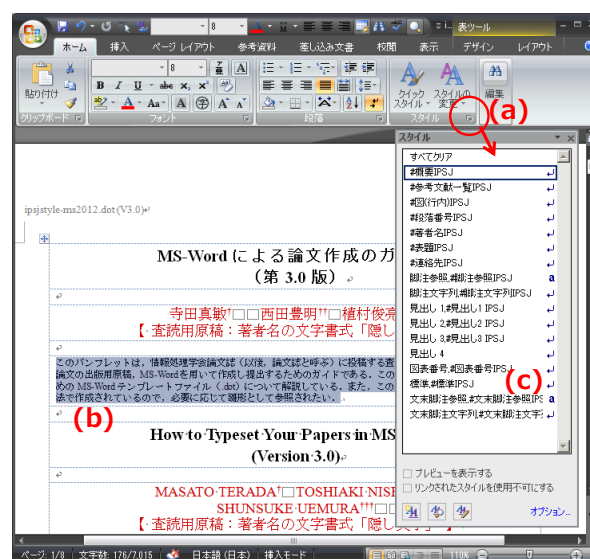 8
表ツール
ホーム 挿入 ページ レイアウト 参考資料 差し込み文書 校閲 表示 デザイン レイアウト
貼り付け
8
B I U abc x₂ x²
Aa
クイック スタイル
スタイルの 変更
編集
クリップボード フォント 段落 スタイル
(a)
スタイル
すべてクリア
#概要IPSJ
#参考文献一覧IPSJ
#図(行内)IPSJ
#段落番号IPSJ
#著者名IPSJ
#表題IPSJ
#連絡先IPSJ
脚注参照,#脚注参照IPSJ a
脚注文字列,#脚注文字列IPSJ
見出し 1,#見出し1 IPSJ
見出し 2,#見出し2 IPSJ
見出し 3,#見出し3 IPSJ
見出し 4
図表番号,#図表番号IPSJ
標準,#標準IPSJ
(c)
文末脚注参照,#文末脚注参照IPS a
文末脚注文字列,#文末脚注文字
プレビューを表示する
リンクされたスタイルを使用不可にする
オプション...
ipsjstyle-ms2012.dot(V3.0)
MS-Word による論文作成のガ
(第 3.0 版)
寺田真敏†□□西田豊明††□植村俊亮
【・査読用原稿:著者名の文字書式「隠し
このパンフレットは,情報処理学会論文誌(以後,論文誌と呼ぶ)に投稿する査
論文の出版用原稿,MS-Wordを用いて作成し提出するためのガイドである.この
めの MS-Wordテンプレートファイル(.dot)について解説している.また,この
法で作成されているので,必要に応じて雛形として参照されたい.
(b)
How to Typeset Your Papers in MS
(Version 3.0)
MASATO TERADA†□TOSHIAKI NISH
SHUNSUKE UEMURA†††□
【・査読用原稿:著者名の文字書式「隠し文字」】
ページ: 1/8 文字数: 176/7,015 日本語 (日本) 挿入モード 110%